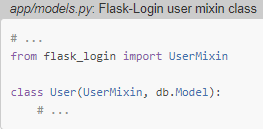 app/models.py: Flask-Login user mixin class
# ...
from flask_login import UserMixin
class User(UserMixin, db.Model):
# ...